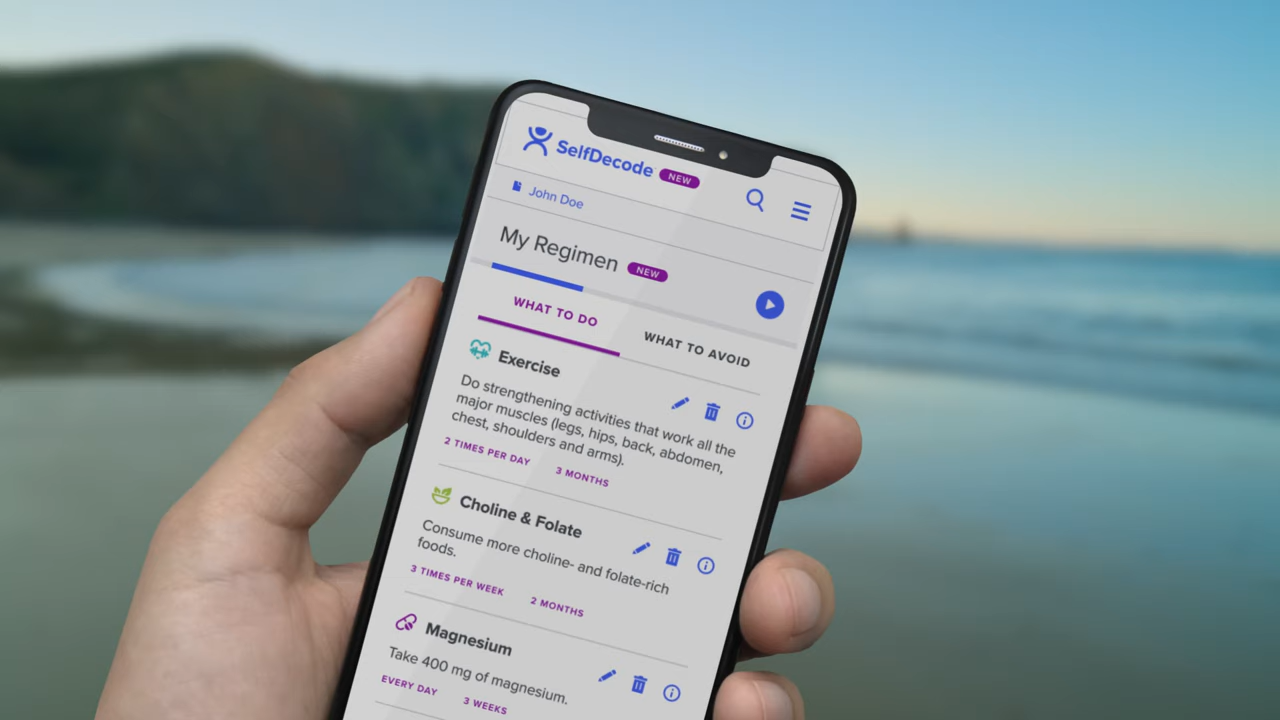 SelfDecode NEW
John Doe
My Regimen NEW
WHAT TO DO WHAT TO AVOID
Exercise
Do strengthening activities that work all the
major muscles (legs, hips, back, abdomen,
chest, shoulders and arms).
2 TIMES PER DAY 3 MONTHS
Choline & Folate
Consume more choline- and folate-rich
foods.
3 TIMES PER WEEK 2 MONTHS
Magnesium
Take 400 mg of magnesium.
EVERY DAY 3 WEEKS